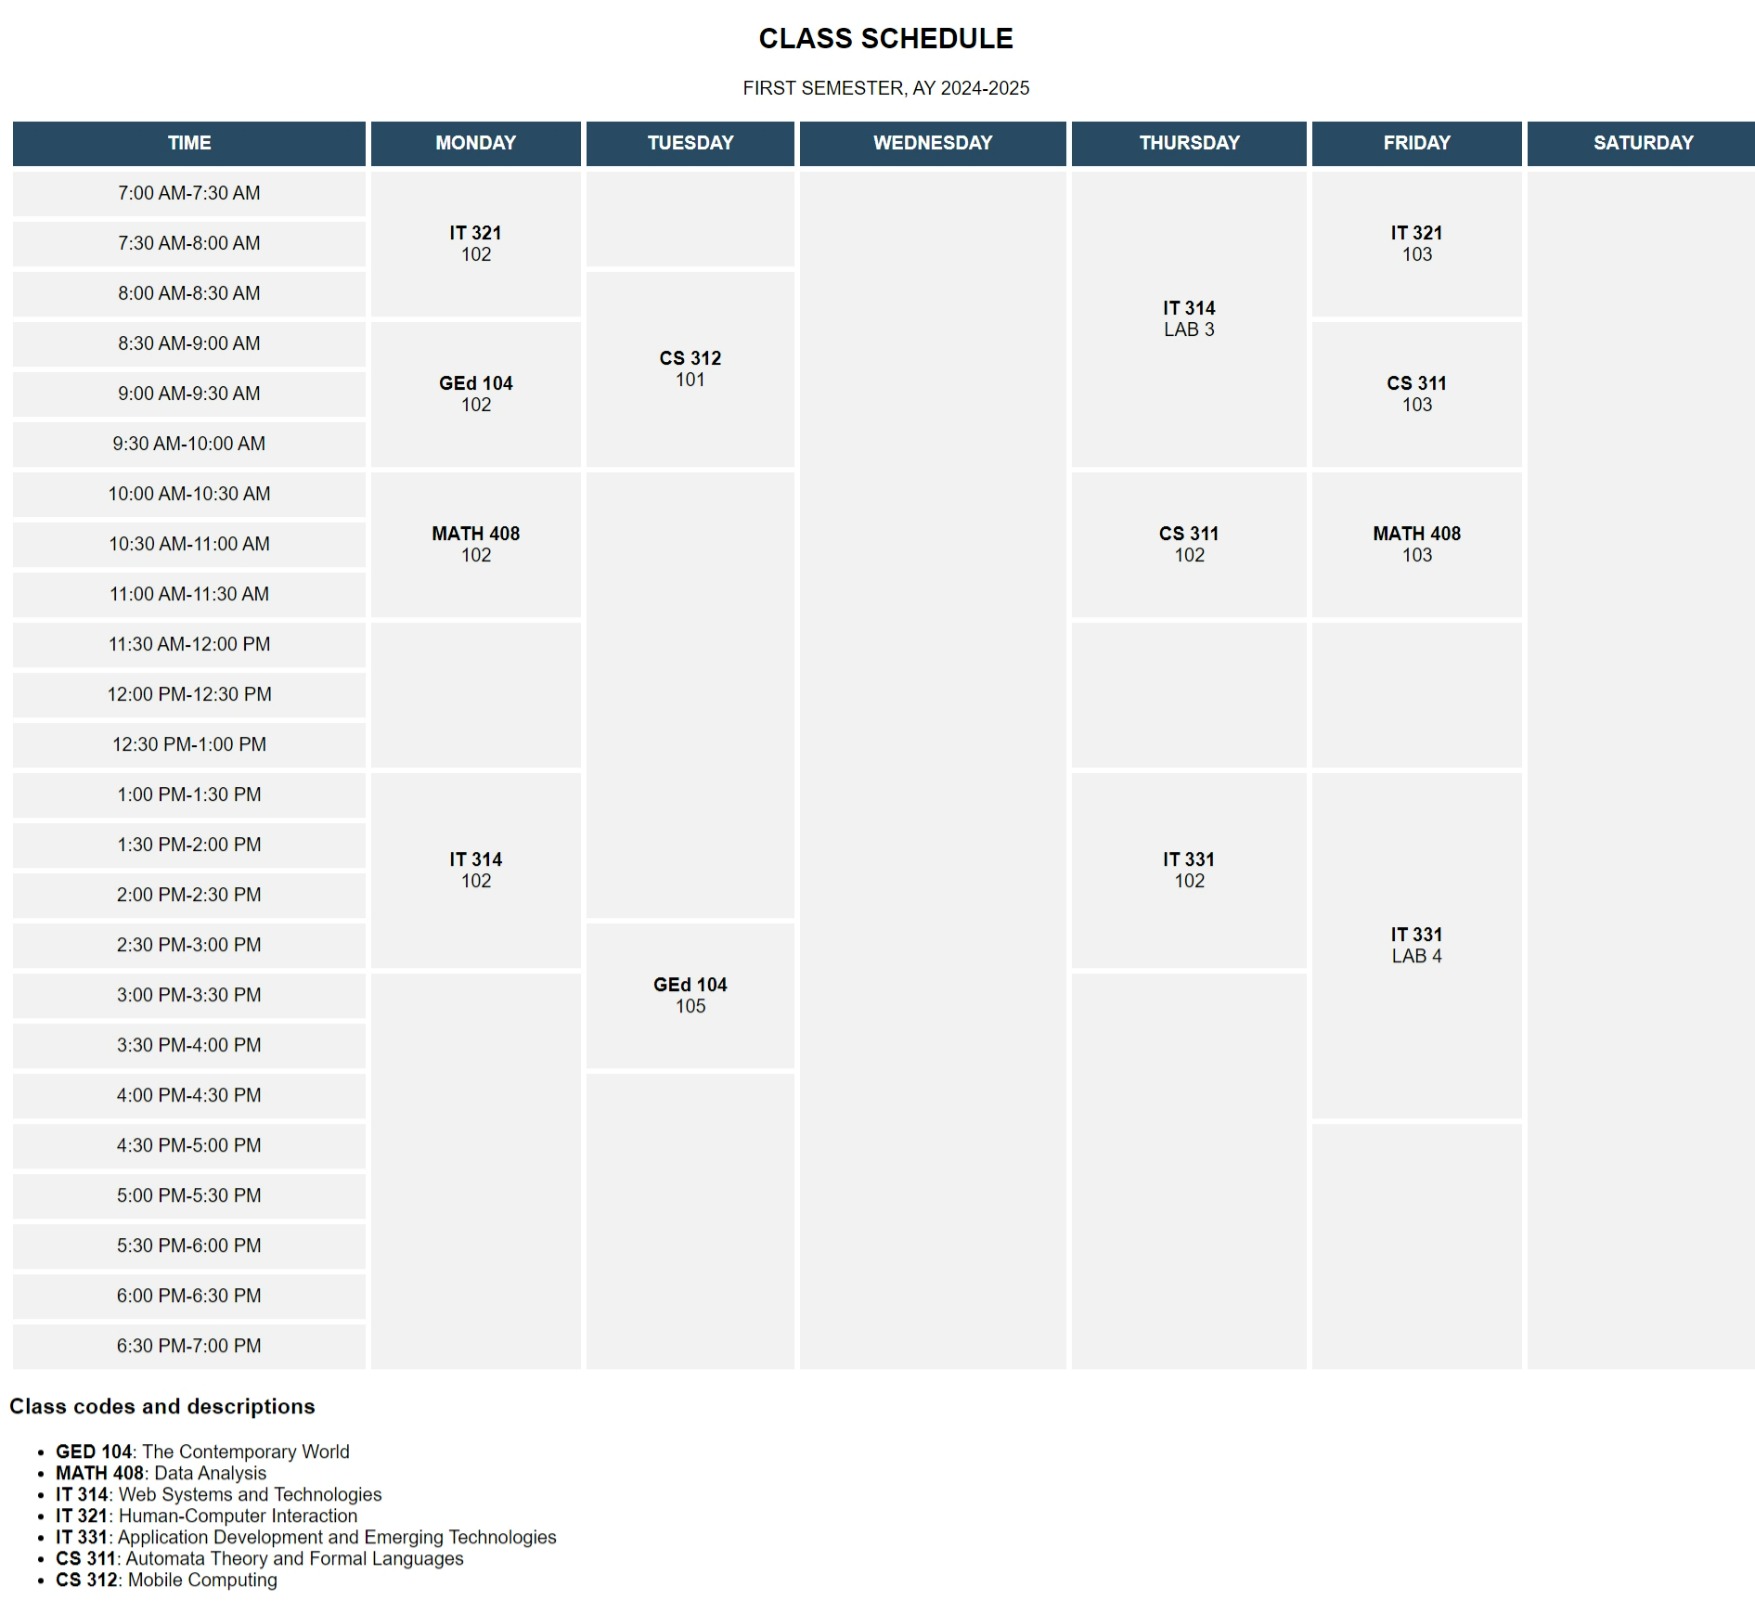 CLASS SCHEDULE
FIRST SEMESTER, AY 2024-2025
TIME MONDAY TUESDAY WEDNESDAY THURSDAY FRIDAY SATURDAY
7:00 AM-7:30 AM
7:30 AM-8:00 AM
8:00 AM-8:30 AM
8:30 AM-9:00 AM
9:00 AM-9:30 AM
9:30 AM-10:00 AM
10:00 AM-10:30 AM
10:30 AM-11:00 AM
11:00 AM-11:30 AM
11:30 AM-12:00 PM
12:00 PM-12:30 PM
12:30 PM-1:00 PM
1:00 PM-1:30 PM
1:30 PM-2:00 PM
2:00 PM-2:30 PM
2:30 PM-3:00 PM
3:00 PM-3:30 PM
3:30 PM-4:00 PM
4:00 PM-4:30 PM
4:30 PM-5:00 PM
5:00 PM-5:30 PM
5:30 PM-6:00 PM
6:00 PM-6:30 PM
6:30 PM-7:00 PM
IT 321
102
GEd 104
102
MATH 408
102
IT 314
102
CS 312
101
GEd 104
105
IT 314
LAB 3
CS 311
102
IT 331
102
IT 321
103
CS 311
103
MATH 408
103
IT 331
LAB 4
Class codes and descriptions
• GED 104: The Contemporary World
• MATH 408: Data Analysis
• IT 314: Web Systems and Technologies
• IT 321: Human-Computer Interaction
• IT 331: Application Development and Emerging Technologies
• CS 311: Automata Theory and Formal Languages
• CS 312: Mobile Computing